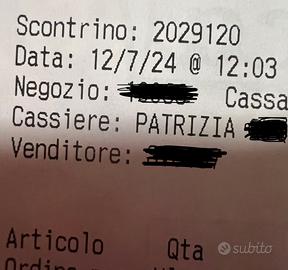 Scontrino: 2029120
Data: 12/7/24 @ 12:03
Negozio: Cassa
Cassiere: PATRIZIA
Venditore:
Articolo Qta
subito